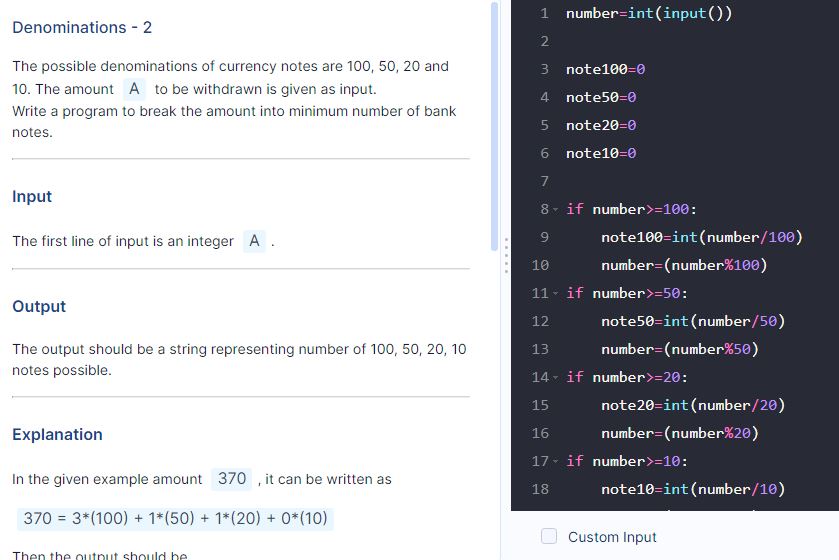 Denominations - 2
The possible denominations of currency notes are 100, 50, 20 and
10. The amount A to be withdrawn is given as input.
Write a program to break the amount into minimum number of bank
notes.
Input
The first line of input is an integer A .
Output
The output should be a string representing number of 100, 50, 20, 10
notes possible.
Explanation
In the given example amount 370 , it can be written as
370 = 3*(100) + 1*(50) + 1*(20) + 0*(10)
Then the output should be
1 number=int(input())
2
3 note100=0
4 note50=0
5 note20=0
6 note10=0
7
8 if number>=100:
9 note100=int(number/100)
10 number=(number%100)
11 if number>=50:
12 note50=int(number/50)
13 number=(number%50)
14 if number>=20:
15 note20=int(number/20)
16 number=(number%20)
17 if number>=10:
18 note10=int(number/10)
Custom Input